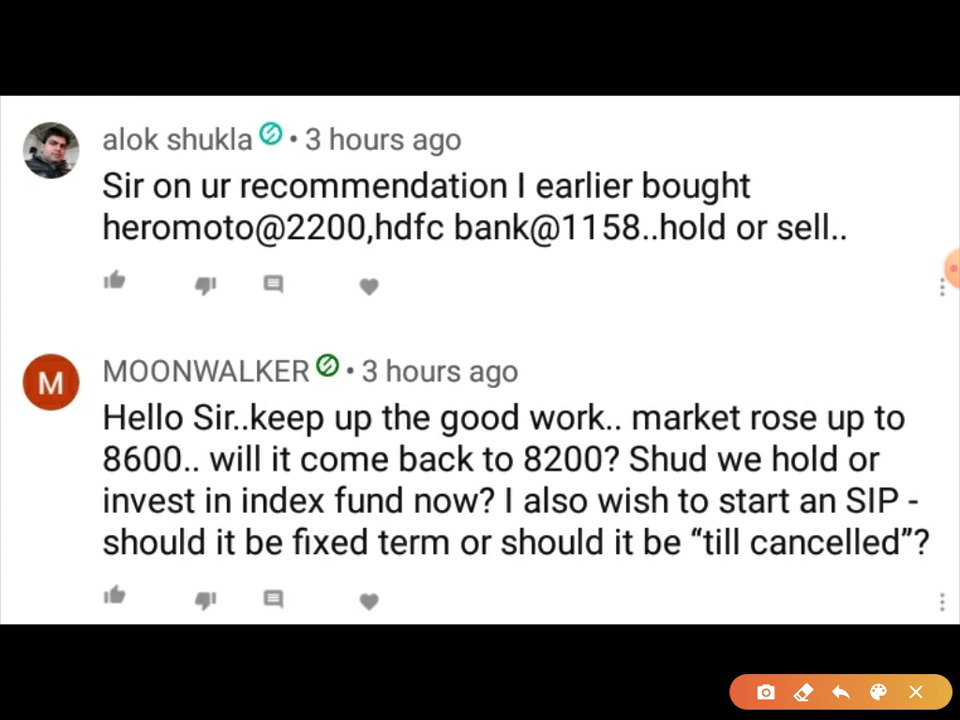 alok shukla • 3 hours ago
Sir on ur recommendation I earlier bought
heromoto@2200,hdfc bank@1158..hold or sell..
M
MOONWALKER • 3 hours ago
Hello Sir..keep up the good work.. market rose up to
8600.. will it come back to 8200? Shud we hold or
invest in index fund now? I also wish to start an SIP -
should it be fixed term or should it be “till cancelled”?